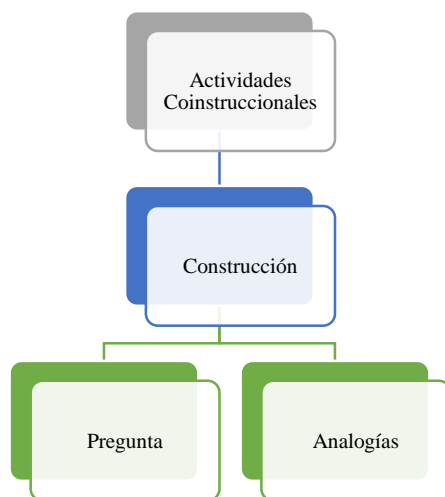 Actividades
Coinstruccionales
Construcción
Pregunta
Analogías